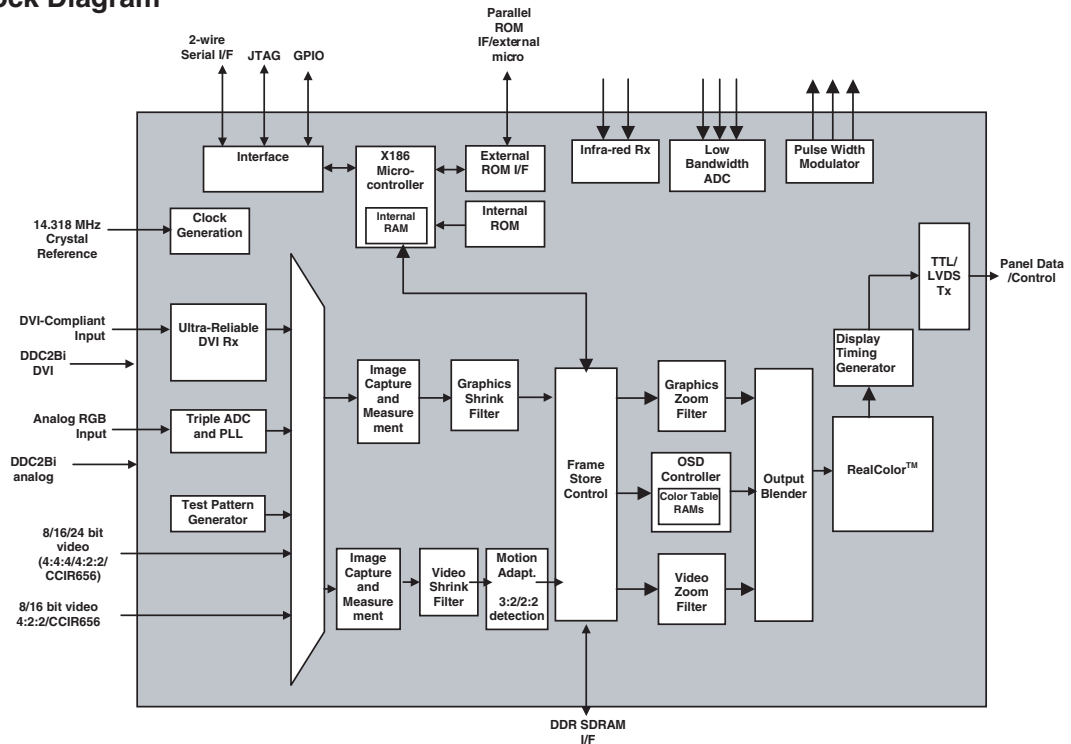 ock Diagram
Parallel
ROM
IF/external
micro
2-wire
Serial I/F
JTAG
GPIO
Interface
X186
Micro-
controller
Internal
RAM
External
ROM I/F
Internal
ROM
Infra-red Rx
Low
Bandwidth
ADC
Pulse Width
Modulator
14.318 MHz
Crystal
Reference
Clock
Generation
TTL/
LVDS
Tx
Panel Data
/Control
DVI-Compliant
Input
Ultra-Reliable
DVI Rx
DDC2Bi
DVI
Display
Timing
Generator
Image
Capture
and
Measure
ment
Graphics
Shrink
Filter
Graphics
Zoom
Filter
Analog RGB
Input
Triple ADC
and PLL
DDC2Bi
analog
Frame
Store
Control
OSD
Controller
Color Table
RAMs
Output
Blender
RealColor™
Test Pattern
Generator
8/16/24 bit
video
(4:4:4/4:2:2/
CCIR656)
Image
Capture
and
Measure
ment
Video
Shrink
Filter
Motion
Adapt.
3:2/2:2
detection
Video
Zoom
Filter
8/16 bit video
4:2:2/CCIR656
DDR SDRAM
I/F